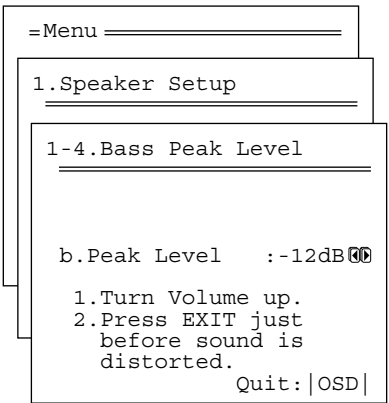 =Menu
1.Speaker Setup
1-4.Bass Peak Level
b.Peak Level :-12dB
1.Turn Volume up.
2.Press EXIT just
before sound is
distorted.
Quit:|OSD|